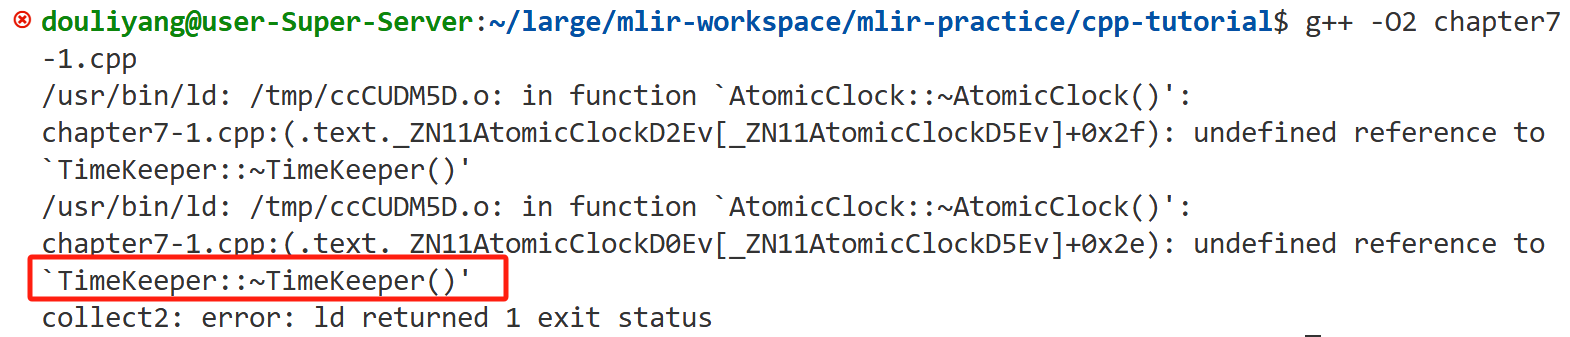 douliyang@user-Super-Server:~/large/mlir-workspace/mlir-practice/cpp-tutorial$ g++ -O2 chapter7
-1.cpp
/usr/bin/ld: /tmp/ccCUDM5D.o: in function `AtomicClock::~AtomicClock()':
chapter7-1.cpp:(.text._ZN11AtomicClockD2Ev[_ZN11AtomicClockD5Ev]+0x2f): undefined reference to
`TimeKeeper::~TimeKeeper()'
/usr/bin/ld: /tmp/ccCUDM5D.o: in function `AtomicClock::~AtomicClock()':
chapter7-1.cpp:(.text._ZN11AtomicClockD0Ev[_ZN11AtomicClockD5Ev]+0x2e): undefined reference to
`TimeKeeper::~TimeKeeper()'
collect2: error: ld returned 1 exit status